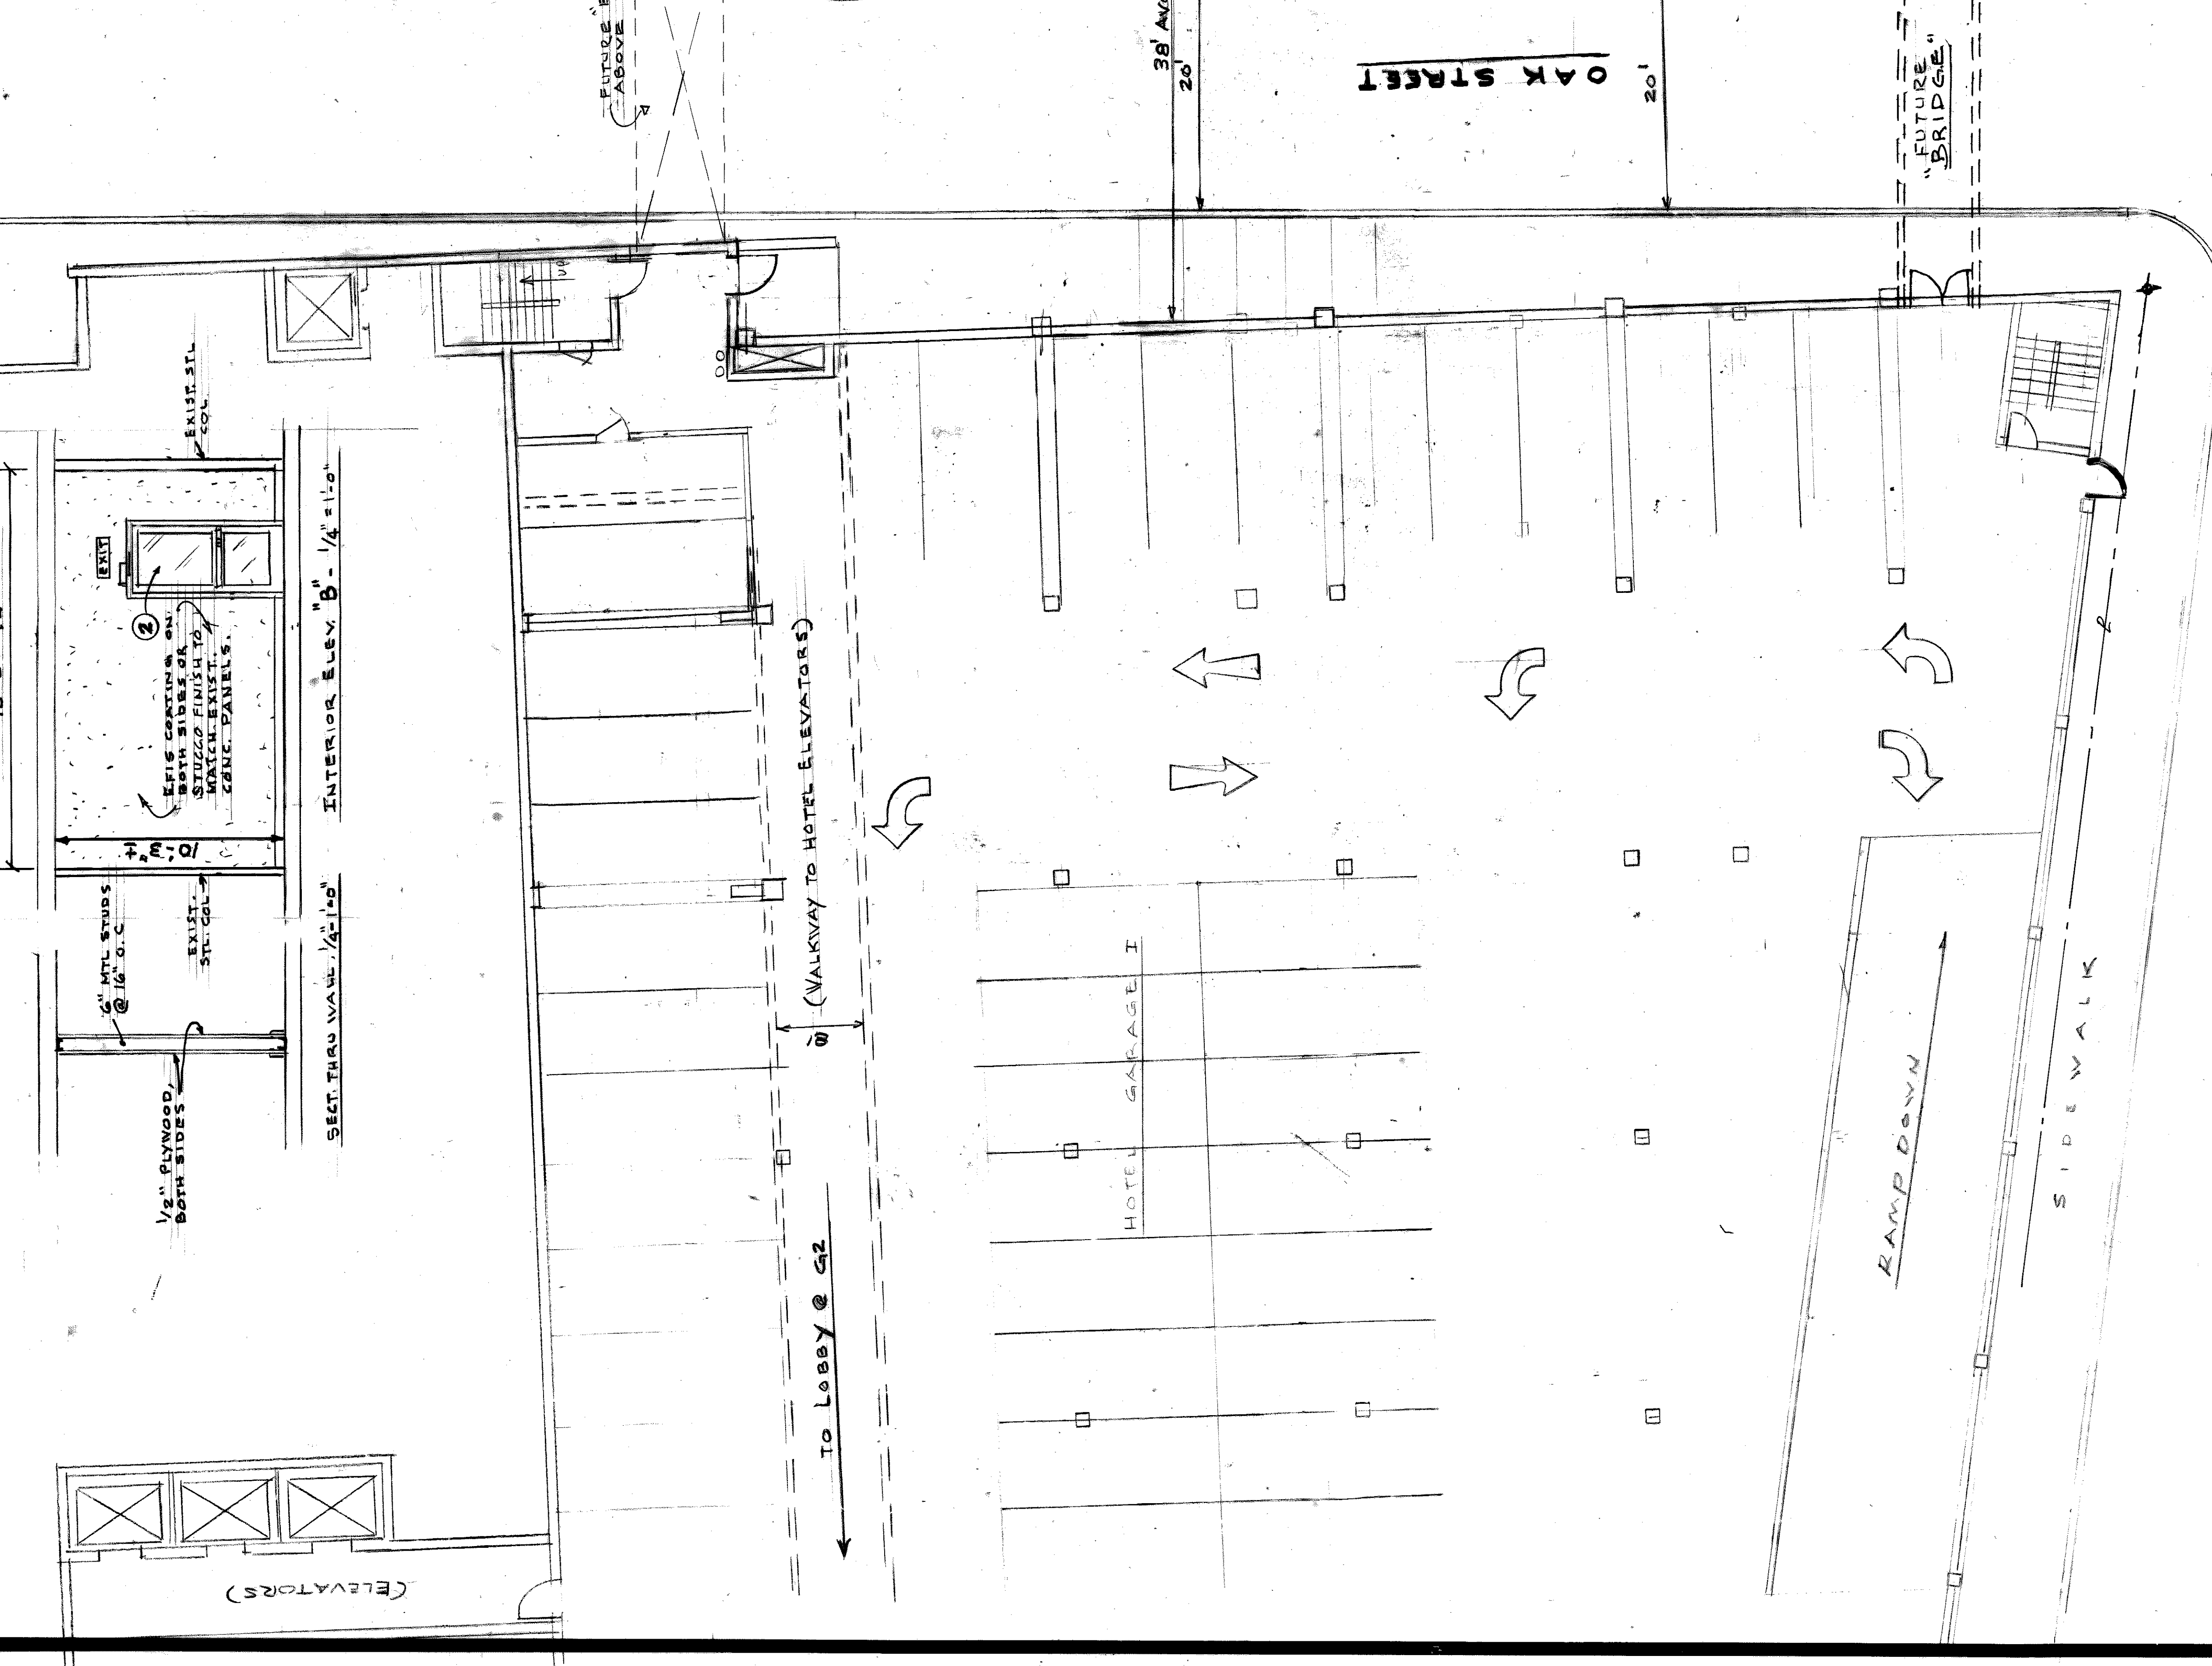 "FUTURE
ABOVE
38'
20'
OAK STREET
20'
"FUTURE
BRIDGE"
UP
EXIST. STL
COL
EXIT
2
EFIS COATING ON
BOTH SIDES OR
STUCCO FINISH TO
MATCH EXIST.
CONC. PANELS.
10'-3"±
INTERIOR ELEV. "B" - 1/4"=1'-0"
6" MTL STUDS
@ 16" O.C
EXIST.
STL. COL.
SECT. THRU WALL, 1/4"=1'-0"
1/2" PLYWOOD,
BOTH SIDES
(WALKWAY TO HOTEL ELEVATORS)
8'
TO LOBBY @ G2
HOTEL GARAGE I
RAMP DOWN
SIDEWALK
(ELEVATORS)